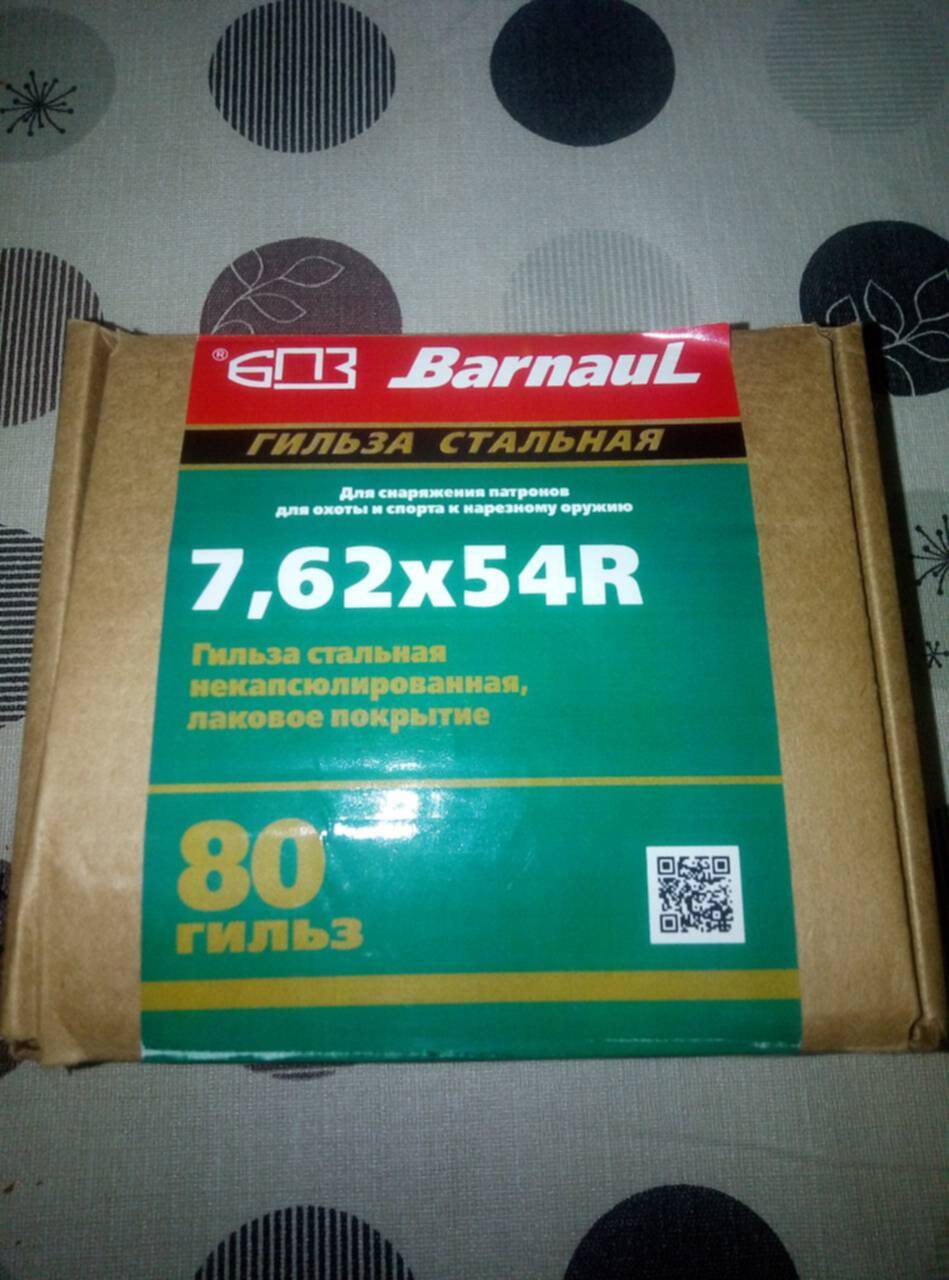 ® БПЗ Barnaul
ГИЛЬЗА СТАЛЬНАЯ
Для снаряжения патронов
для охоты и спорта к нарезному оружию
7,62x54R
Гильза стальная
некапсюлированная,
лаковое покрытие
80
гильз